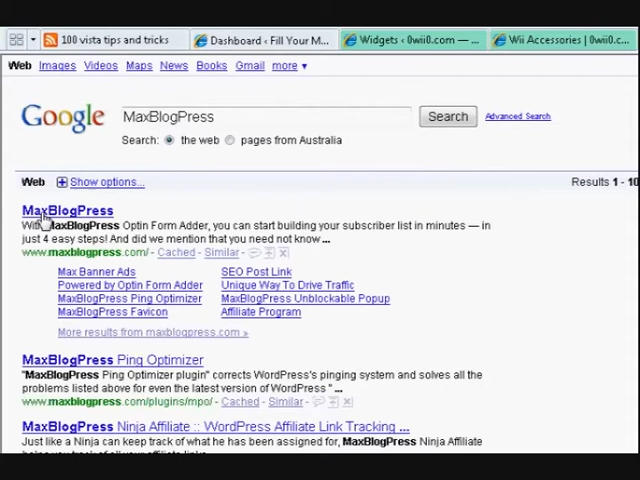 100 vista tips and tricks
Dashboard ‹ Fill Your M...
Widgets ‹ 0wii0.com — ...
Wii Accessories | 0wii0.c...
Web Images Videos Maps News Books Gmail more ▼
Google MaxBlogPress Search Advanced Search
Search: the web pages from Australia
Web Show options... Results 1 - 10
MaxBlogPress
With MaxBlogPress Optin Form Adder, you can start building your subscriber list in minutes — in
just 4 easy steps! And did we mention that you need not know ...
www.maxblogpress.com/ - Cached - Similar -
Max Banner Ads SEO Post Link
Powered by Optin Form Adder Unique Way To Drive Traffic
MaxBlogPress Ping Optimizer MaxBlogPress Unblockable Popup
MaxBlogPress Favicon Affiliate Program
More results from maxblogpress.com »
MaxBlogPress Ping Optimizer
"MaxBlogPress Ping Optimizer plugin" corrects WordPress's pinging system and solves all the
problems listed above for even the latest version of WordPress " ...
www.maxblogpress.com/plugins/mpo/ - Cached - Similar -
MaxBlogPress Ninja Affiliate :: WordPress Affiliate Link Tracking ...
Just like a Ninja can keep track of what he has been assigned for, MaxBlogPress Ninja Affiliate